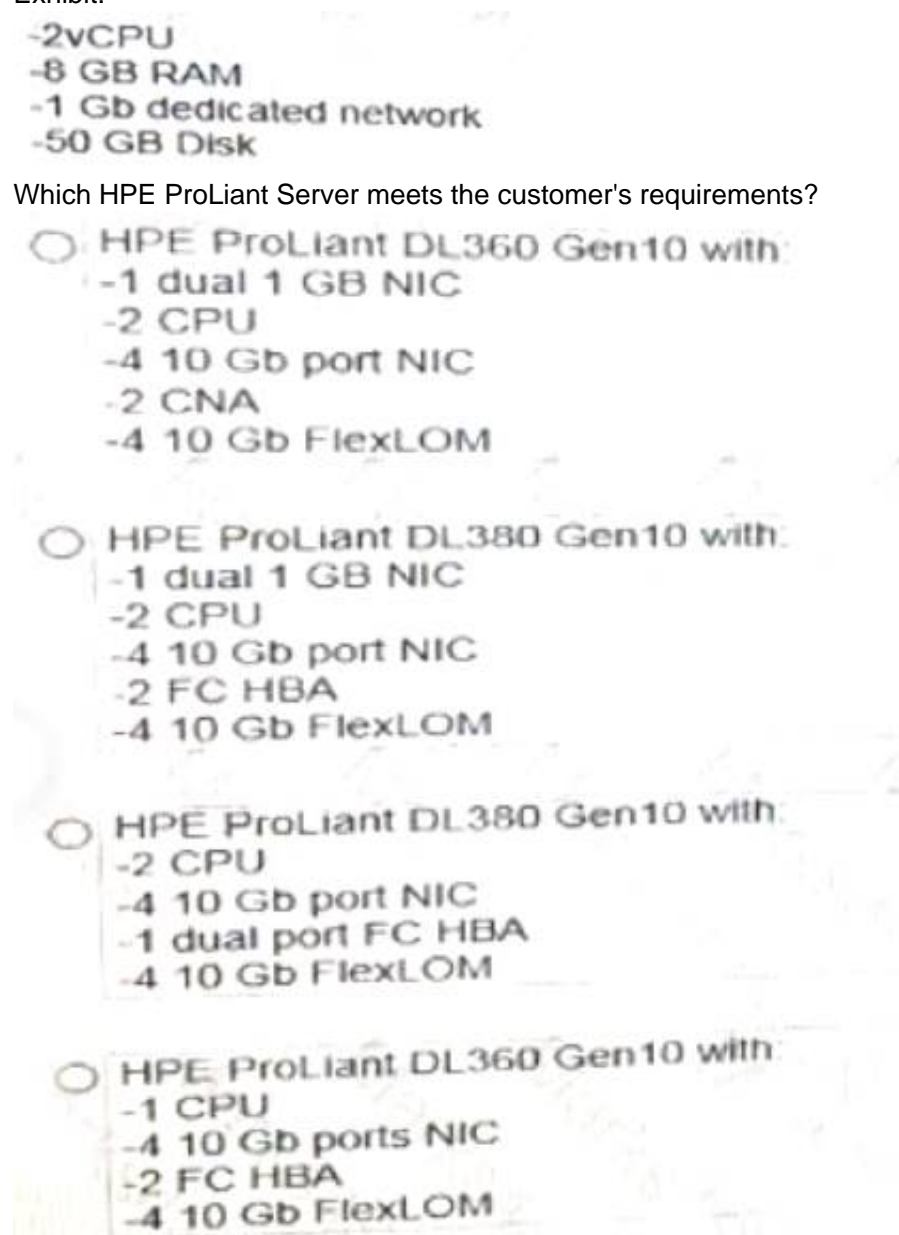 Exhibit:
-2vCPU
-8 GB RAM
-1 Gb dedicated network
-50 GB Disk
Which HPE ProLiant Server meets the customer's requirements?
HPE ProLiant DL360 Gen10 with:
-1 dual 1 GB NIC
-2 CPU
-4 10 Gb port NIC
-2 CNA
-4 10 Gb FlexLOM
HPE ProLiant DL380 Gen10 with:
-1 dual 1 GB NIC
-2 CPU
-4 10 Gb port NIC
-2 FC HBA
-4 10 Gb FlexLOM
HPE ProLiant DL380 Gen10 with:
-2 CPU
-4 10 Gb port NIC
-1 dual port FC HBA
-4 10 Gb FlexLOM
HPE ProLiant DL360 Gen10 with
-1 CPU
-4 10 Gb ports NIC
-2 FC HBA
-4 10 Gb FlexLOM